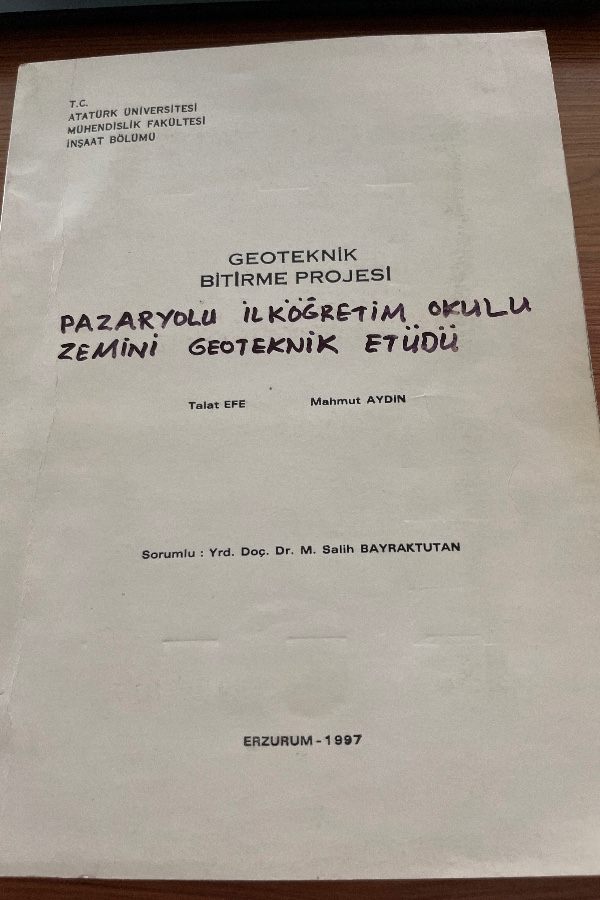 T.C.
ATATÜRK ÜNİVERSİTESİ
MÜHENDİSLİK FAKÜLTESİ
İNŞAAT BÖLÜMÜ
GEOTEKNİK
BİTİRME PROJESİ
PAZARYOLU İLKÖĞRETİM OKULU
ZEMİNİ GEOTEKNİK ETÜDÜ
Talat EFE Mahmut AYDIN
Sorumlu : Yrd. Doç. Dr. M. Salih BAYRAKTUTAN
ERZURUM - 1997